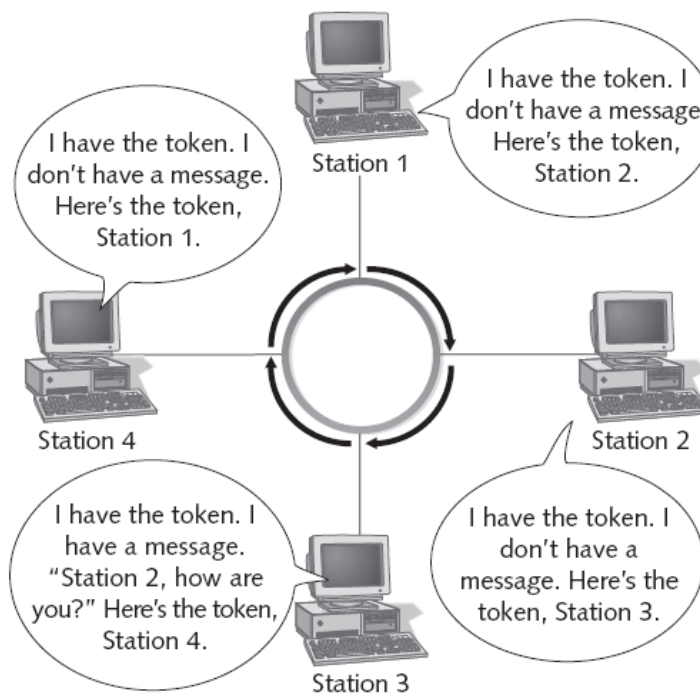 I have the token. I
don't have a message
Here's the token,
Station 2.
Station 1
I have the token. I
don't have a message.
Here's the token,
Station 1.
Station 4
Station 2
I have the token. I
have a message.
“Station 2, how are
you?” Here's the token,
Station 4.
I have the token. I
don't have a
message. Here's the
token, Station 3.
Station 3